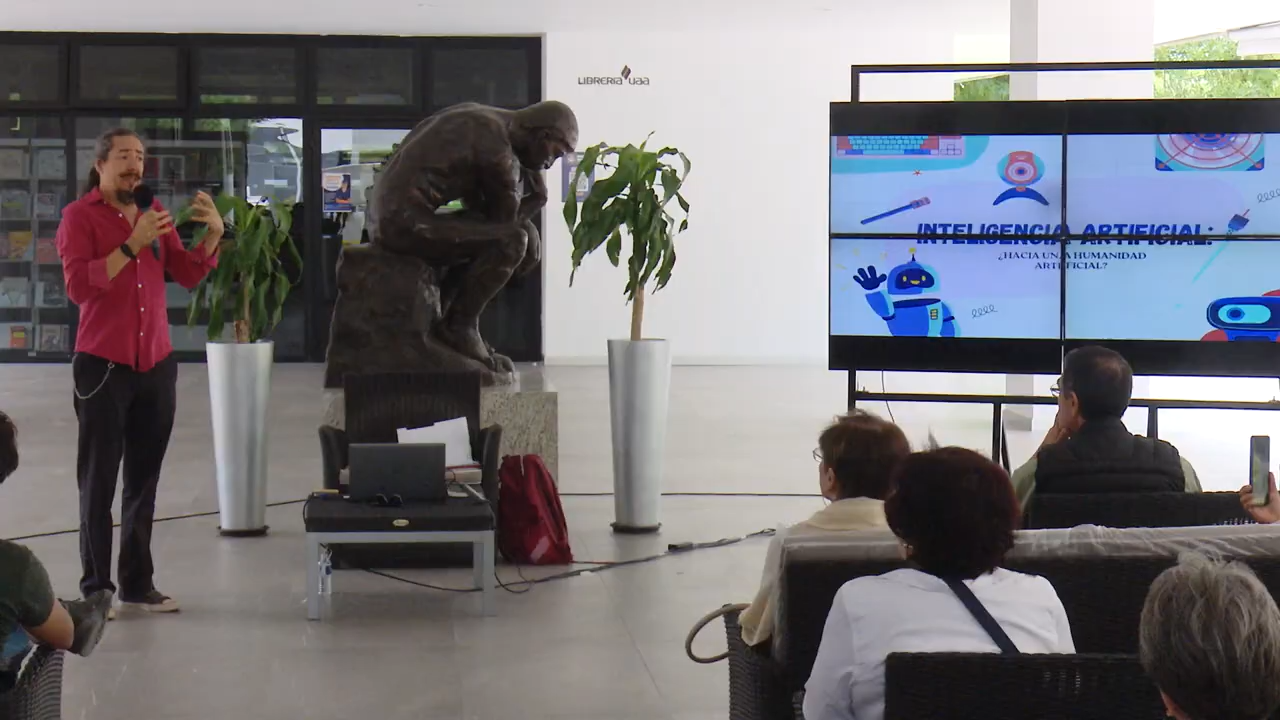 LIBRERÍA uaa
INTELIGENCIA ARTIFICIAL:
¿HACIA UNA HUMANIDAD
ARTIFICIAL?